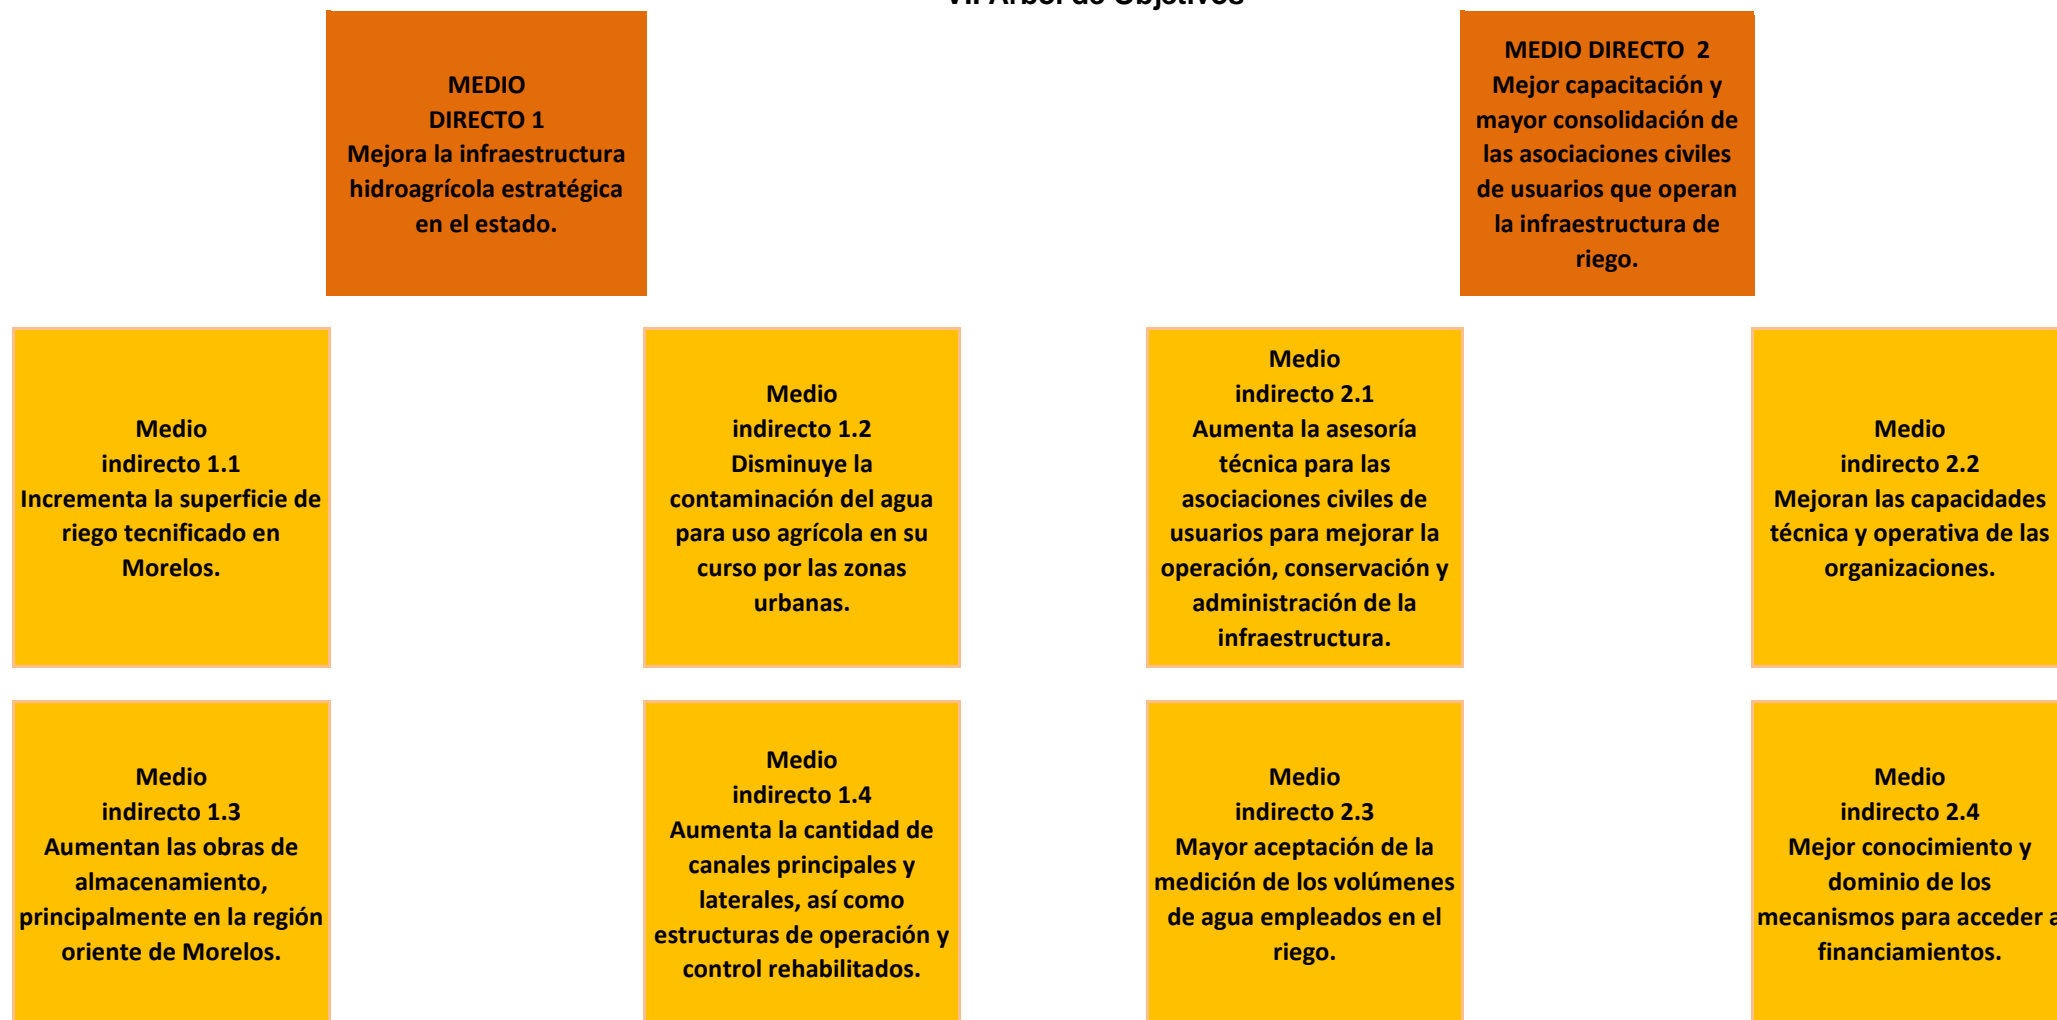 VII Árbol de Objetivos
MEDIO
DIRECTO 1
Mejora la infraestructura
hidroagrícola estratégica
en el estado.
MEDIO DIRECTO 2
Mejor capacitación y
mayor consolidación de
las asociaciones civiles
de usuarios que operan
la infraestructura de
riego.
Medio
indirecto 1.1
Incrementa la superficie de
riego tecnificado en
Morelos.
Medio
indirecto 1.2
Disminuye la
contaminación del agua
para uso agrícola en su
curso por las zonas
urbanas.
Medio
indirecto 2.1
Aumenta la asesoría
técnica para las
asociaciones civiles de
usuarios para mejorar la
operación, conservación y
administración de la
infraestructura.
Medio
indirecto 2.2
Mejoran las capacidades
técnica y operativa de las
organizaciones.
Medio
indirecto 1.3
Aumentan las obras de
almacenamiento,
principalmente en la región
oriente de Morelos.
Medio
indirecto 1.4
Aumenta la cantidad de
canales principales y
laterales, así como
estructuras de operación y
control rehabilitados.
Medio
indirecto 2.3
Mayor aceptación de la
medición de los volúmenes
de agua empleados en el
riego.
Medio
indirecto 2.4
Mejor conocimiento y
dominio de los
mecanismos para acceder a
financiamientos.